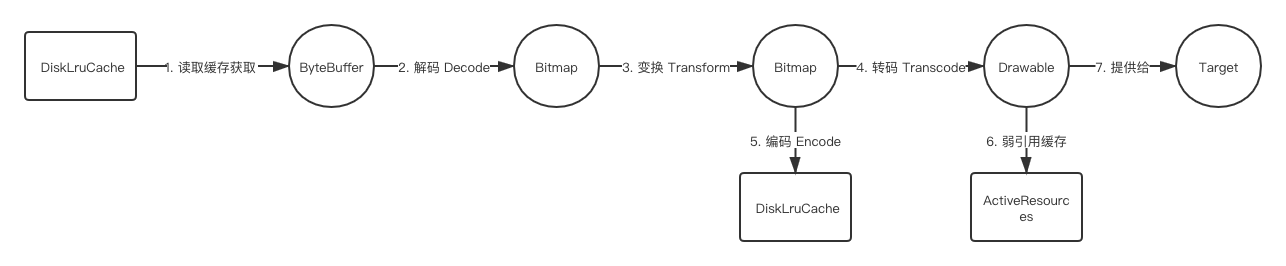 DiskLruCache
1. 读取缓存获取
ByteBuffer
2. 解码 Decode
Bitmap
3. 变换 Transform
Bitmap
4. 转码 Transcode
Drawable
7. 提供给
Target
5. 编码 Encode
6. 弱引用缓存
DiskLruCache
ActiveResourc
es